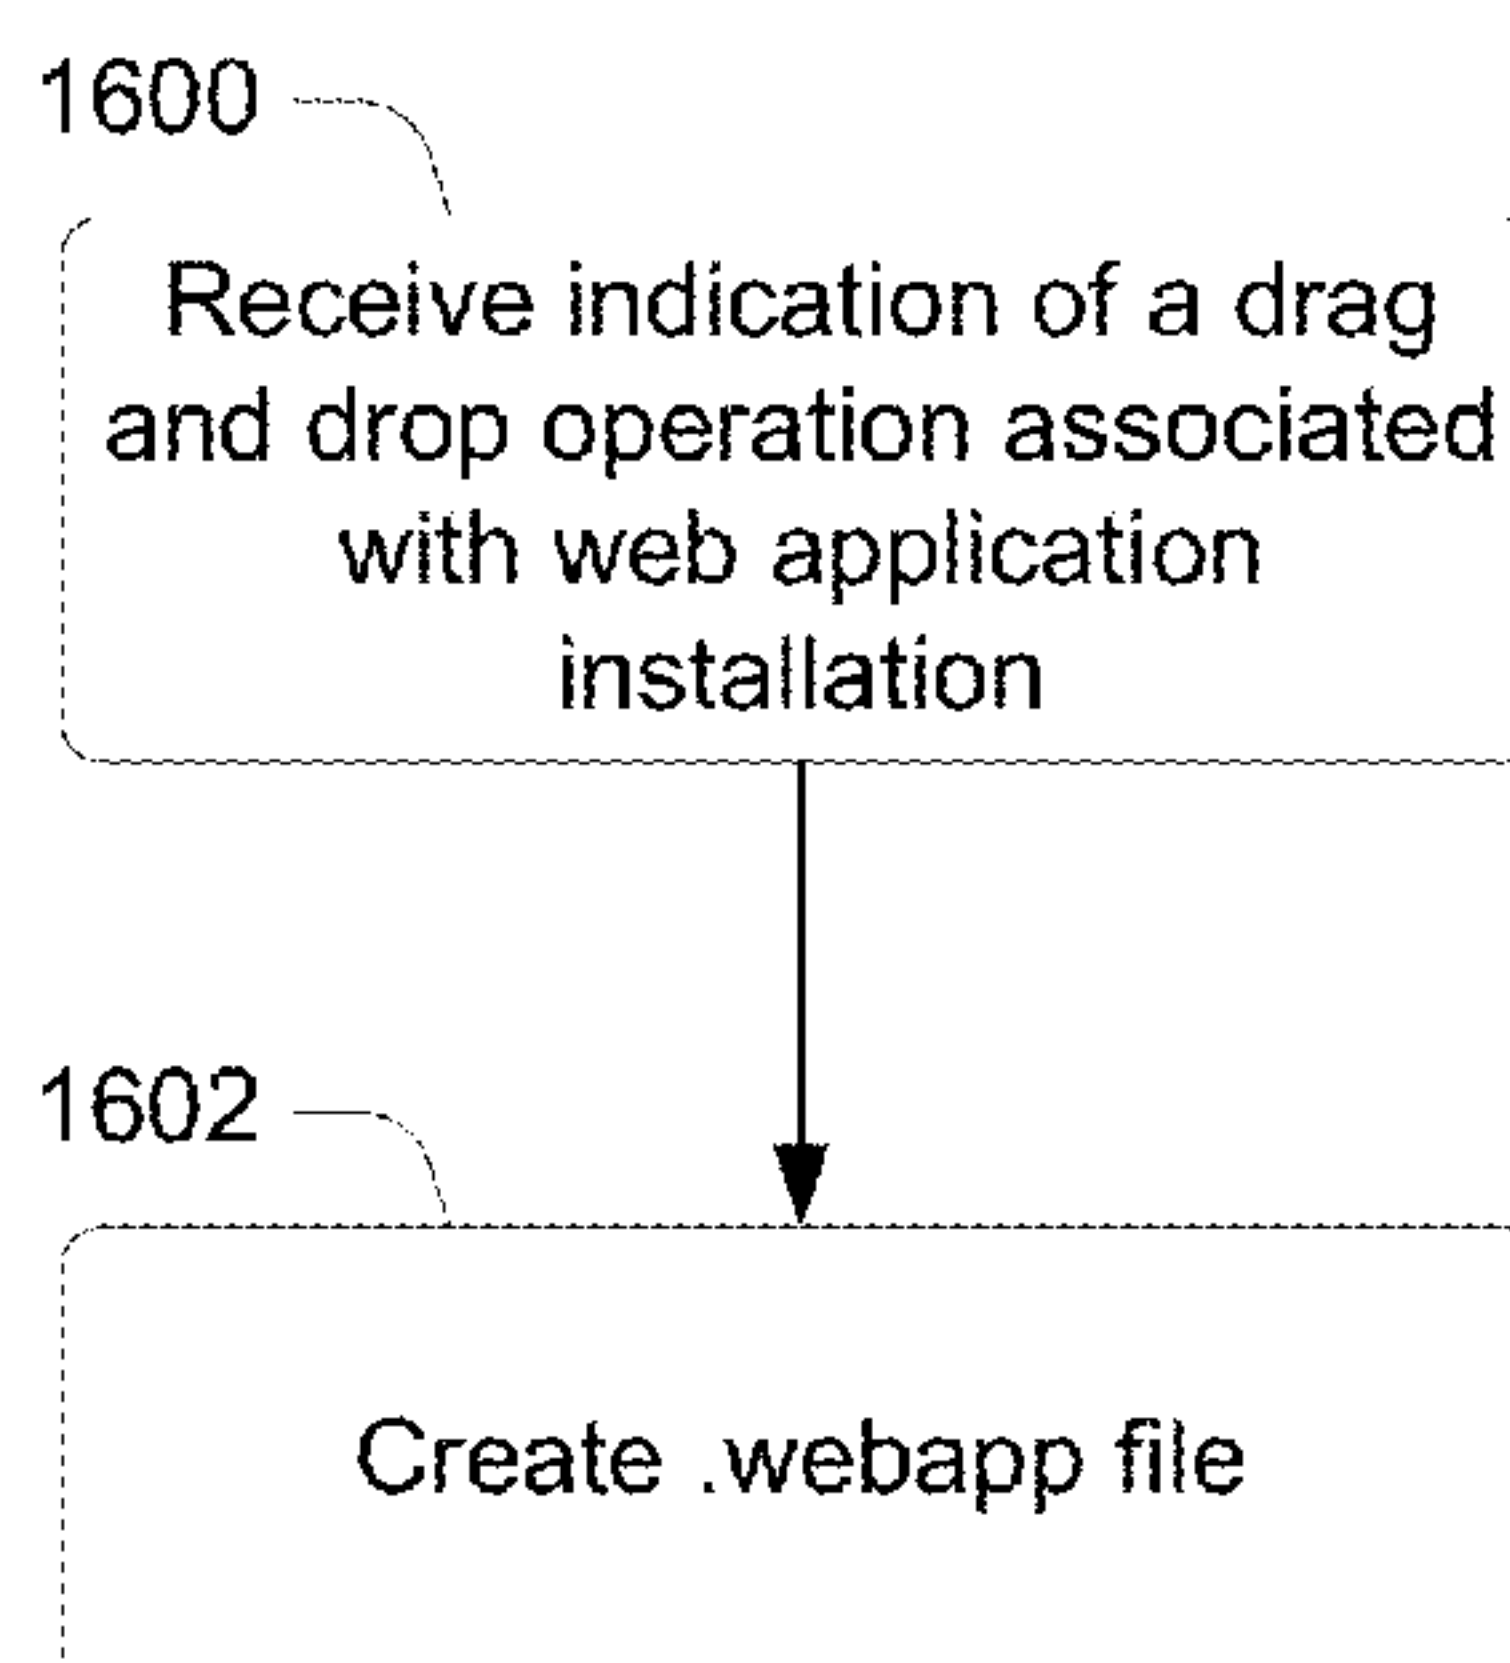 1600
Receive indication of a drag
and drop operation associated
with web application
installation
1602
Create .webapp file